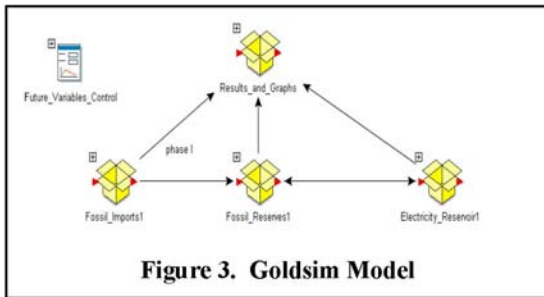 Results_and_Graphs
Future_Variables_Control
phase I
Fossil_Imports1
Fossil_Reserves1
Electricity_Reservoir1
Figure 3. Goldsim Model